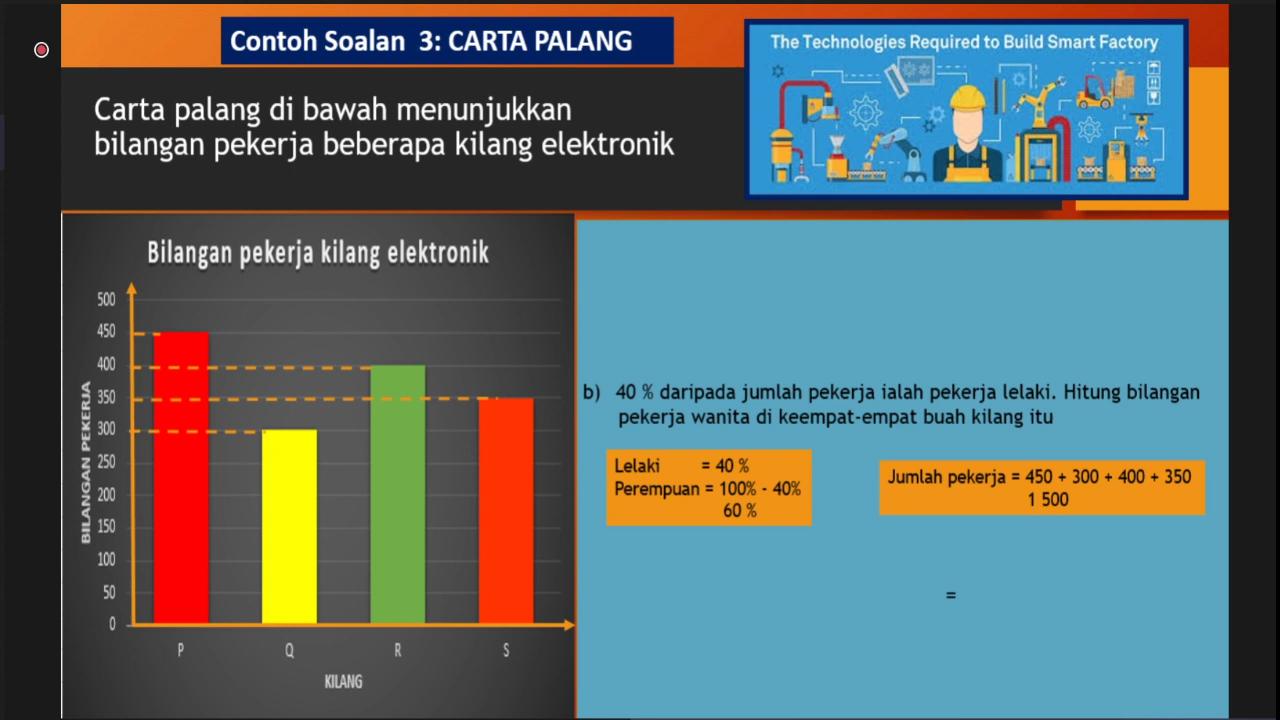 Contoh Soalan 3: CARTA PALANG
The Technologies Required to Build Smart Factory
Carta palang di bawah menunjukkan
bilangan pekerja beberapa kilang elektronik
Bilangan pekerja kilang elektronik
500
450
400
350
300
250
200
150
100
50
0
BILANGAN PEKERJA
P Q R S
KILANG
b) 40 % daripada jumlah pekerja ialah pekerja lelaki. Hitung bilangan
pekerja wanita di keempat-empat buah kilang itu
Lelaki = 40 %
Perempuan = 100% - 40%
60 %
Jumlah pekerja = 450 + 300 + 400 + 350
1 500
=